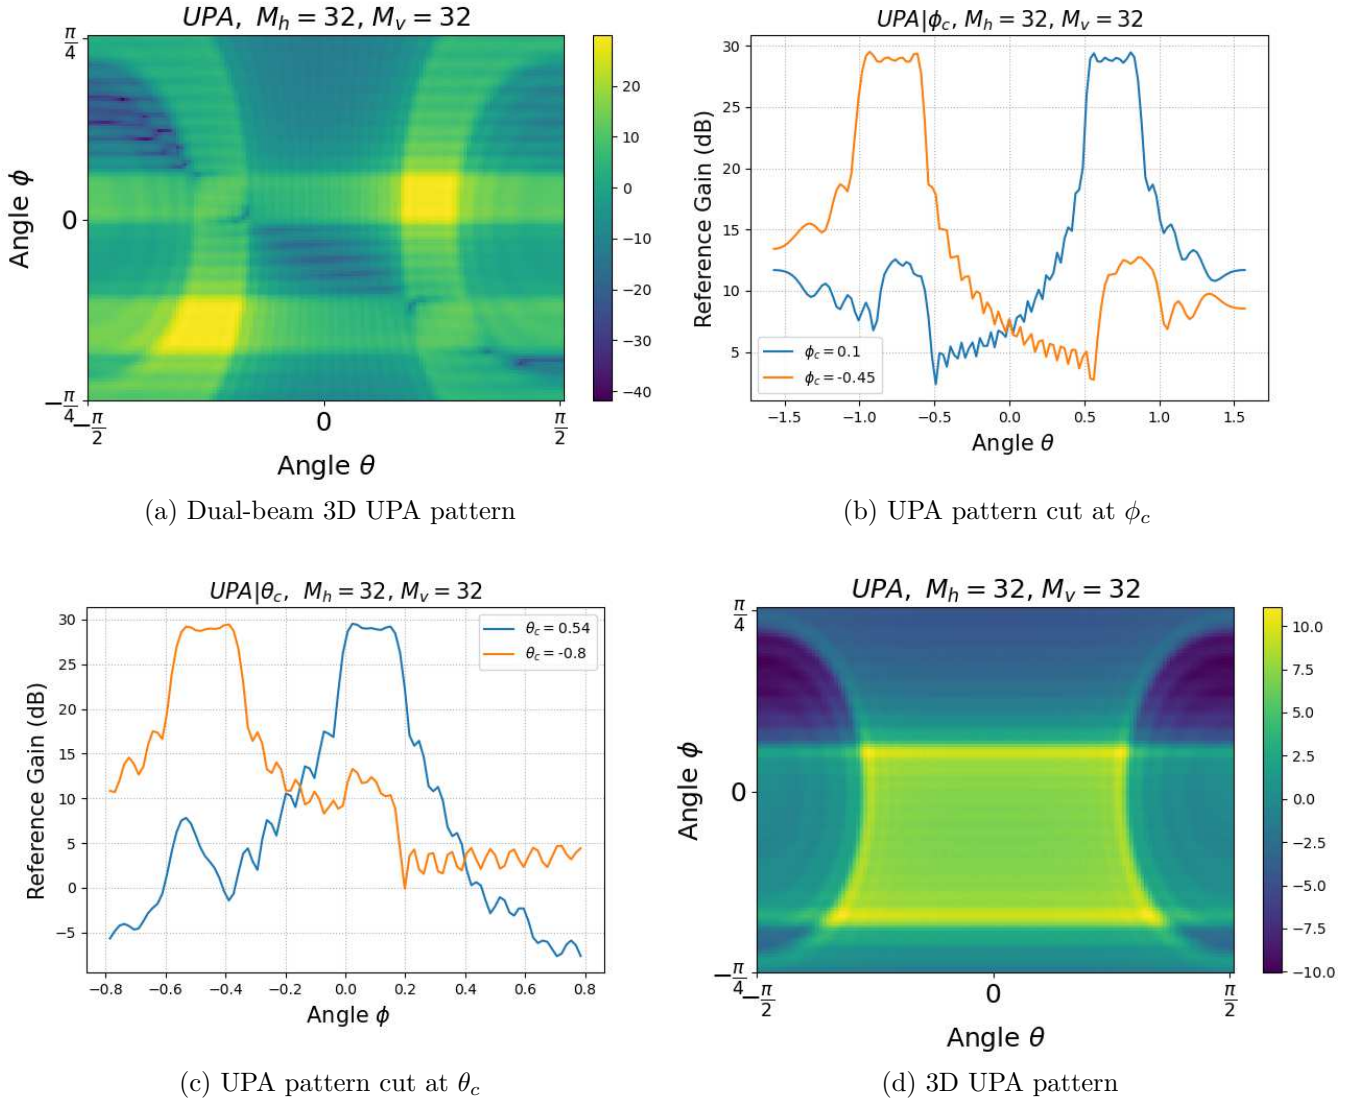 UPA, M_h = 32, M_v = 32
π/4
0
−π/4
−π/2
0
π/2
Angle ϕ
Angle θ
20
10
0
−10
−20
−30
−40
(a) Dual-beam 3D UPA pattern
UPA|ϕ_c, M_h = 32, M_v = 32
30
25
20
15
10
5
Reference Gain (dB)
ϕ_c = 0.1
ϕ_c = -0.45
−1.5 −1.0 −0.5 0.0 0.5 1.0 1.5
Angle θ
(b) UPA pattern cut at ϕ_c
UPA|θ_c, M_h = 32, M_v = 32
30
25
20
15
10
5
0
−5
Reference Gain (dB)
θ_c = 0.54
θ_c = -0.8
−0.8 −0.6 −0.4 −0.2 0.0 0.2 0.4 0.6 0.8
Angle ϕ
(c) UPA pattern cut at θ_c
UPA, M_h = 32, M_v = 32
π/4
0
−π/4
−π/2
0
π/2
Angle ϕ
Angle θ
10.0
7.5
5.0
2.5
0.0
−2.5
−5.0
−7.5
−10.0
(d) 3D UPA pattern